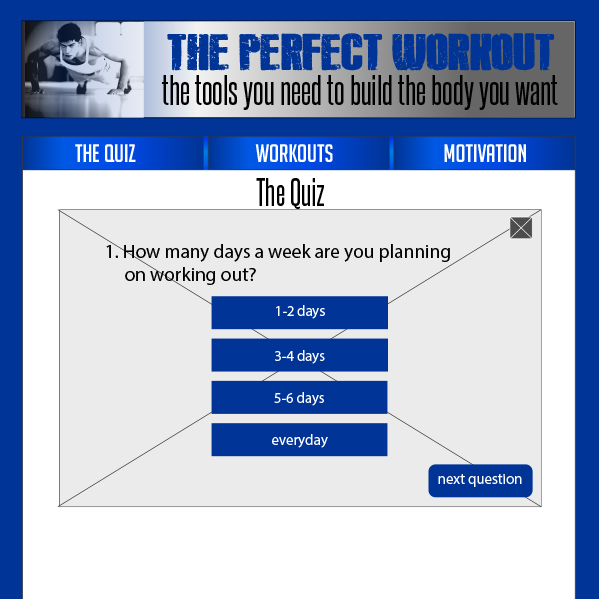 THE PERFECT WORKOUT
the tools you need to build the body you want
THE QUIZ
WORKOUTS
MOTIVATION
The Quiz
1. How many days a week are you planning
on working out?
1-2 days
3-4 days
5-6 days
everyday
next question